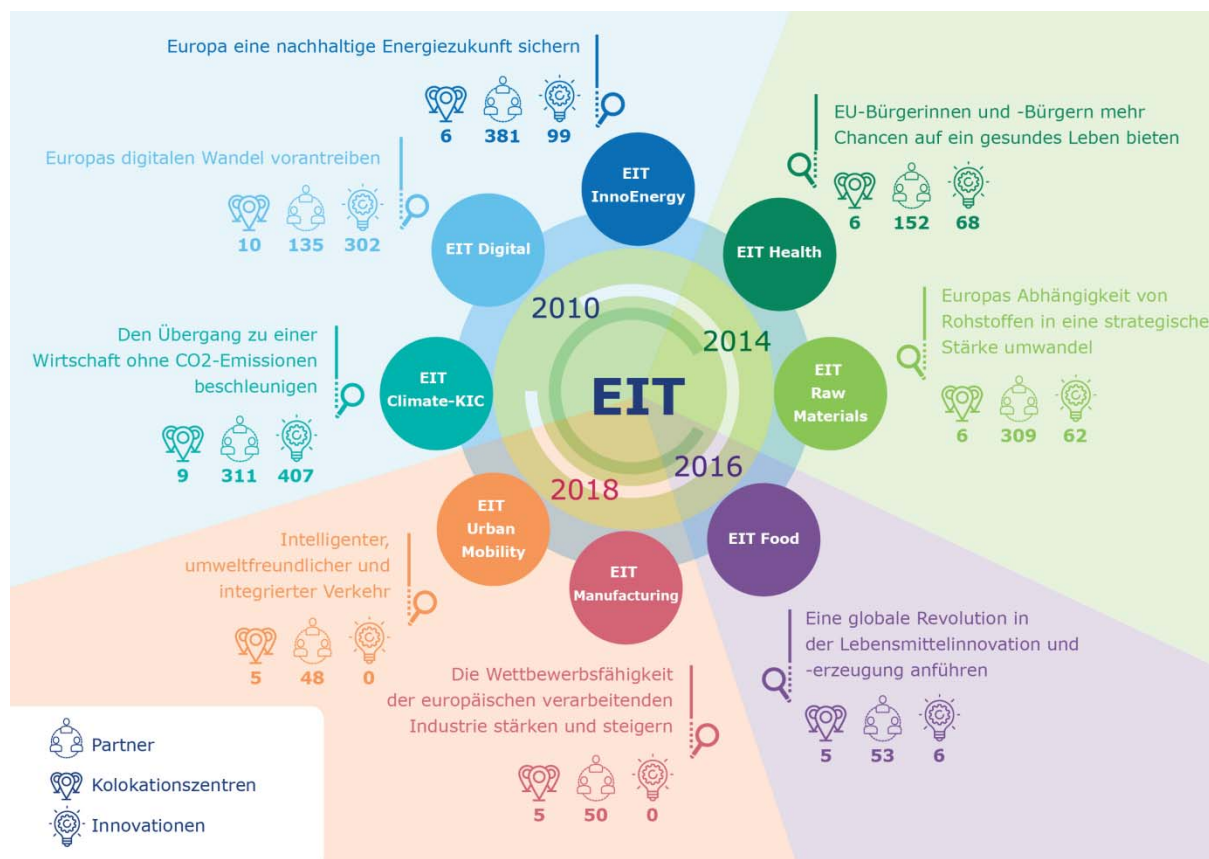 Europa eine nachhaltige Energiezukunft sichern
6 381 99
EIT
InnoEnergy
EU-Bürgerinnen und -Bürgern mehr
Chancen auf ein gesundes Leben bieten
6 152 68
EIT Health
Europas digitalen Wandel vorantreiben
10 135 302
EIT Digital
2010
2014
Europas Abhängigkeit von
Rohstoffen in eine strategische
Stärke umwandel
6 309 62
EIT
Raw
Materials
Den Übergang zu einer
Wirtschaft ohne CO2-Emissionen
beschleunigen
9 311 407
EIT
Climate-KIC
EIT
2016
2018
Intelligenter,
umweltfreundlicher und
integrierter Verkehr
5 48 0
EIT
Urban
Mobility
EIT Food
EIT
Manufacturing
Eine globale Revolution in
der Lebensmittelinnovation und
-erzeugung anführen
5 53 6
Die Wettbewerbsfähigkeit
der europäischen verarbeitenden
Industrie stärken und steigern
5 50 0
Partner
Kolokationszentren
Innovationen